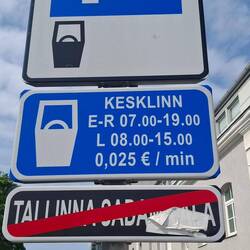 KESKLINN
E-R 07.00-19.00
L 08.00-15.00
0,025 € / min
TALLINNA